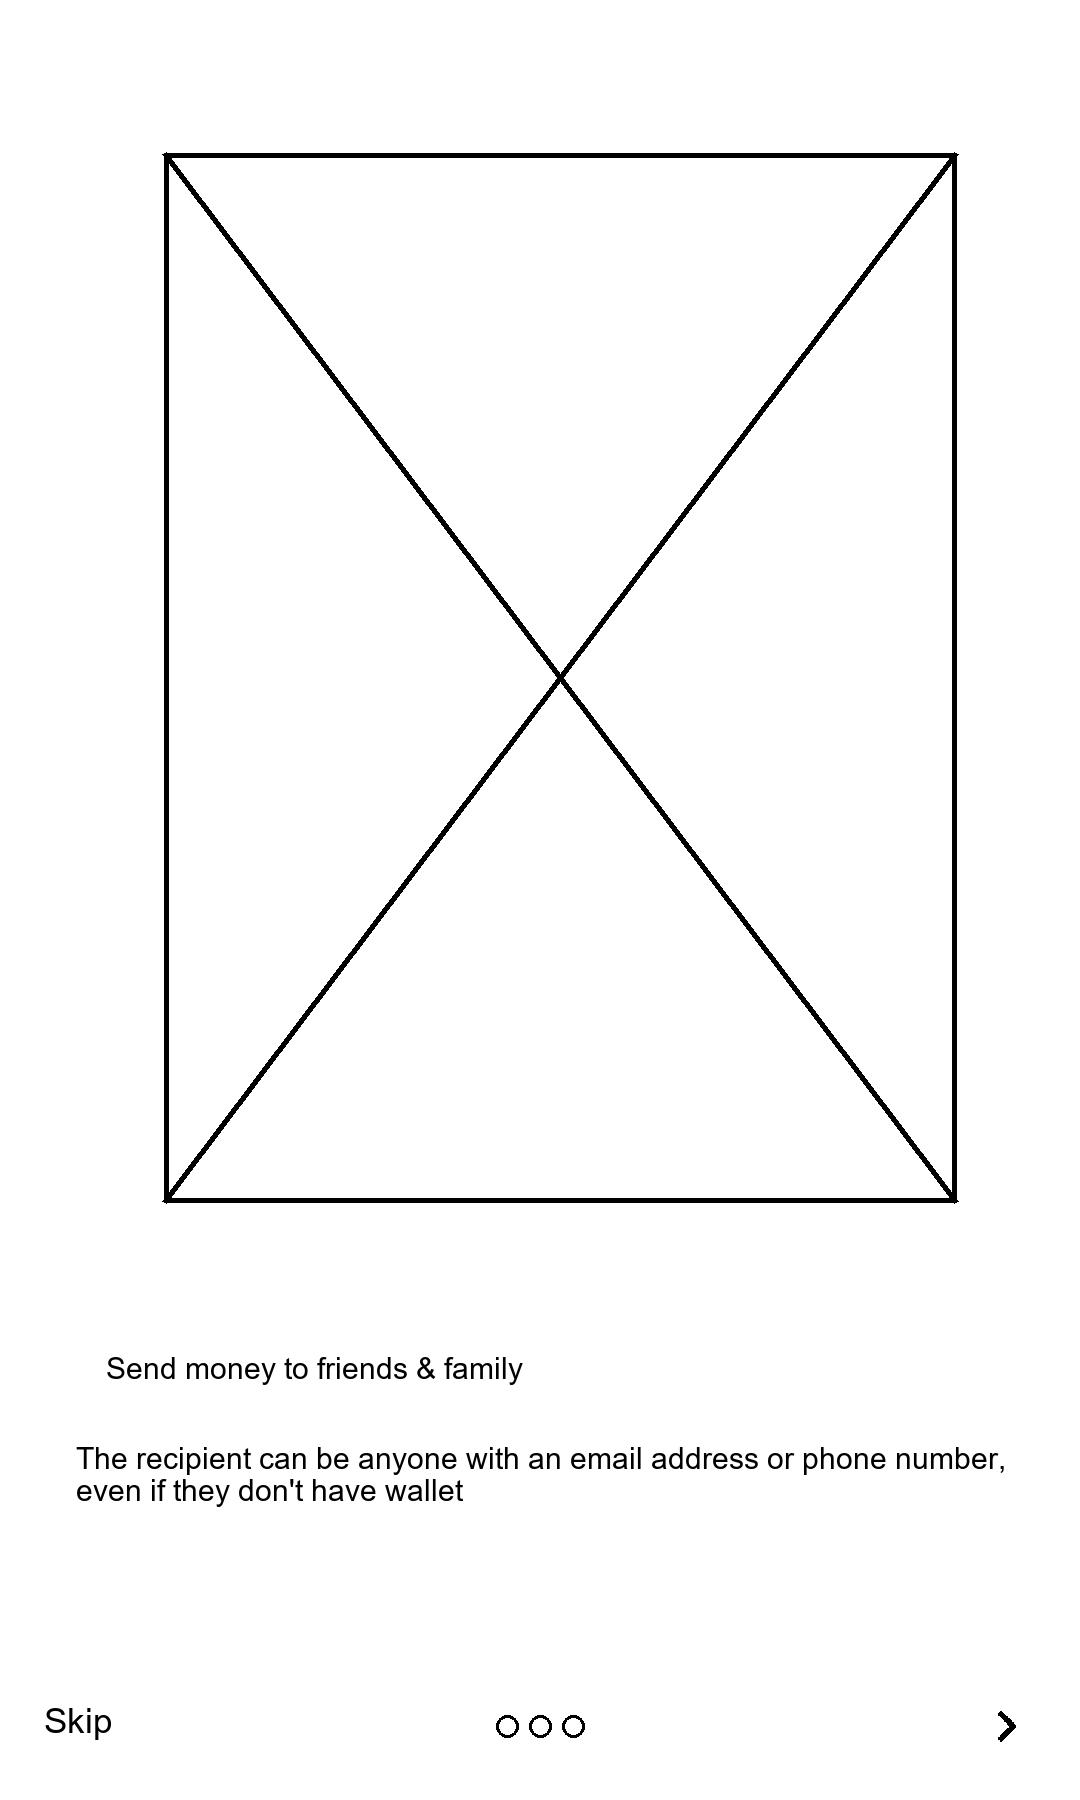 Send money to friends & family
The recipient can be anyone with an email address or phone number,
even if they don't have wallet
Skip